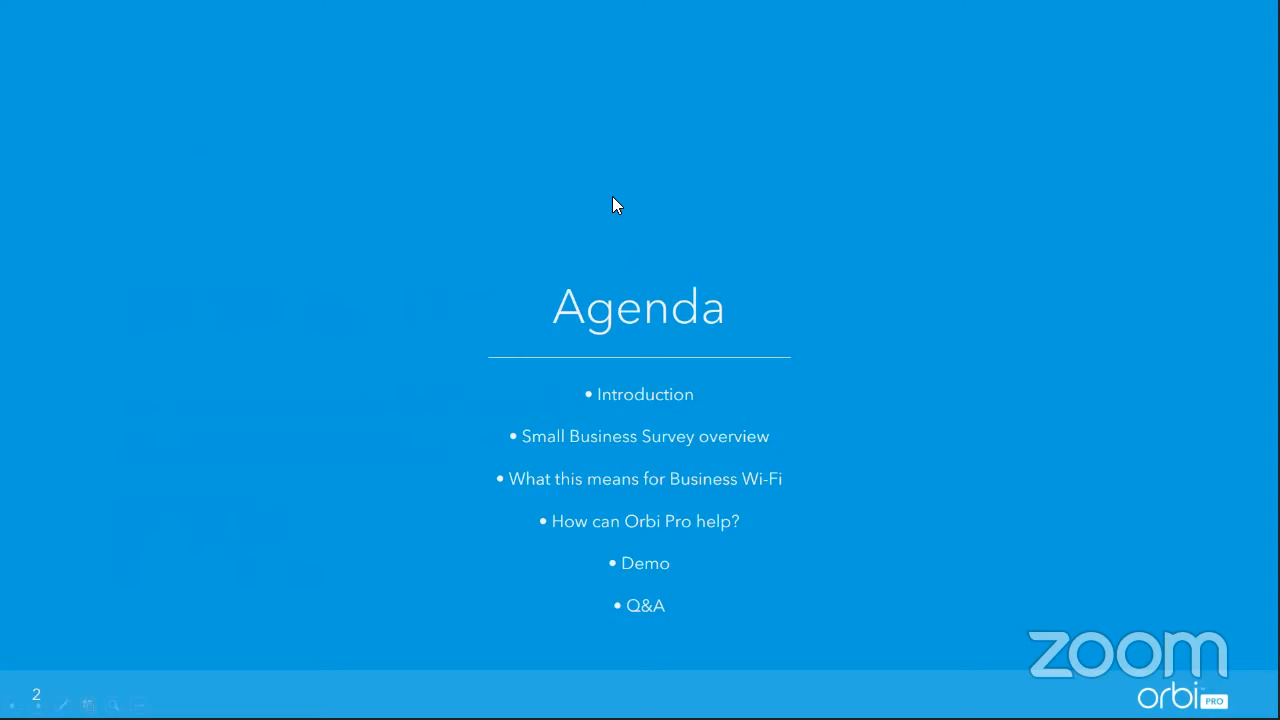 Agenda
• Introduction
• Small Business Survey overview
• What this means for Business Wi-Fi
• How can Orbi Pro help?
• Demo
• Q&A
zoom
2
orbi PRO